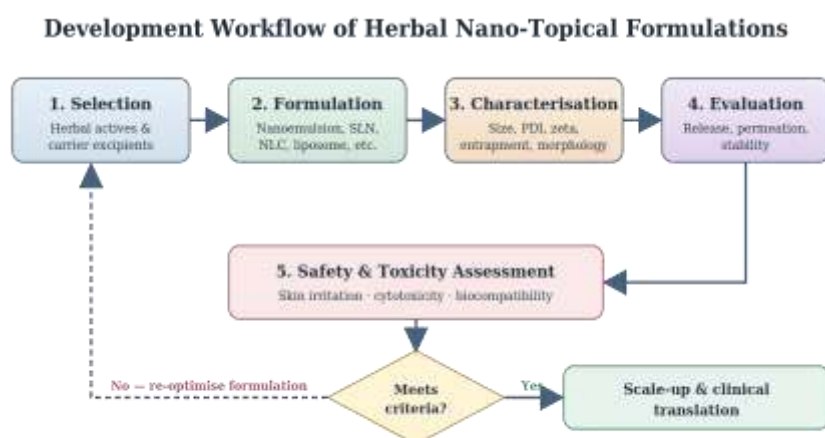 Development Workflow of Herbal Nano-Topical Formulations
1. Selection
Herbal actives &
carrier excipients
2. Formulation
Nanoemulsion, SLN,
NLC, liposome, etc.
3. Characterisation
Size, PDI, zeta,
entrapment, morphology
4. Evaluation
Release, permeation,
stability
5. Safety & Toxicity Assessment
Skin irritation · cytotoxicity · biocompatibility
No — re-optimise formulation
Meets
criteria?
Yes
Scale-up & clinical
translation